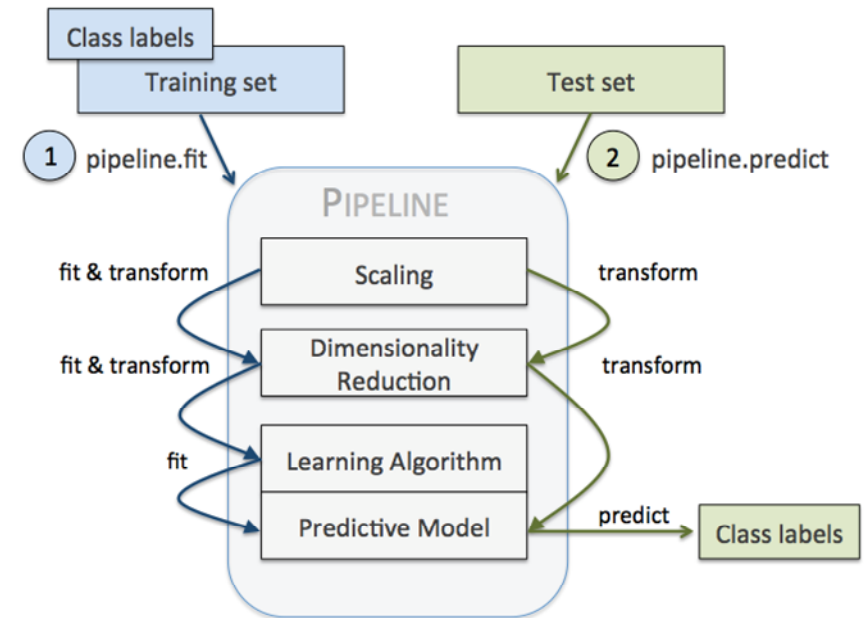 Class labels
Training set
Test set
1
pipeline.fit
2
pipeline.predict
PIPELINE
fit & transform
Scaling
transform
fit & transform
Dimensionality
Reduction
transform
fit
Learning Algorithm
Predictive Model
predict
Class labels